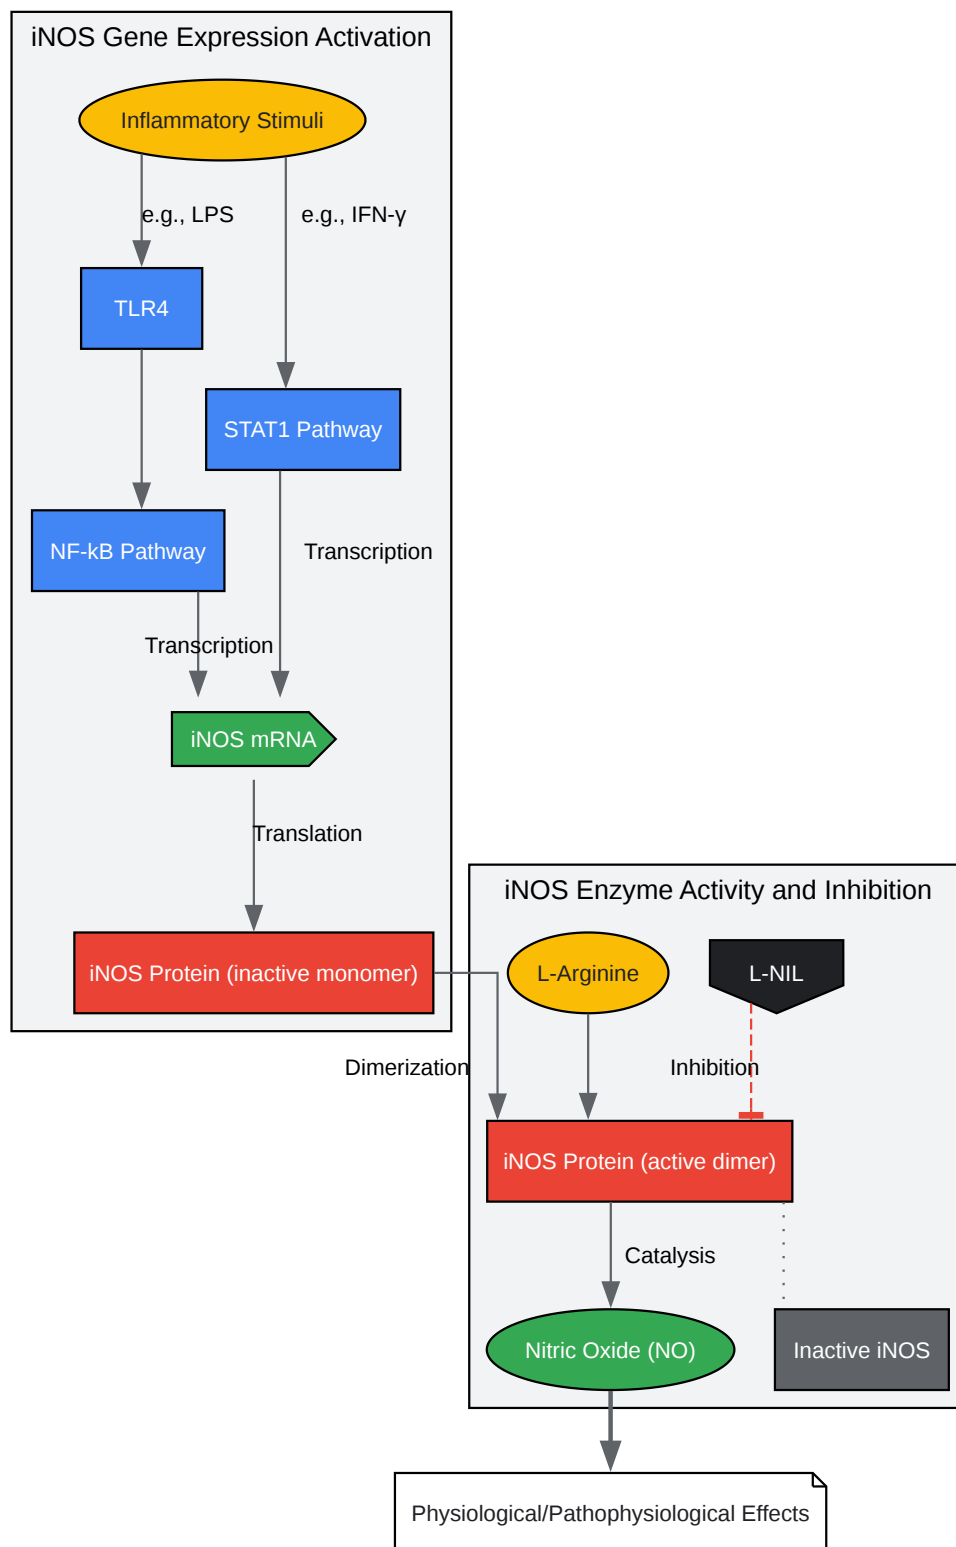 iNOS Gene Expression Activation
Inflammatory Stimuli
e.g., LPS
e.g., IFN-γ
TLR4
STAT1 Pathway
NF-kB Pathway
Transcription
Transcription
iNOS mRNA
Translation
iNOS Protein (inactive monomer)
iNOS Enzyme Activity and Inhibition
L-Arginine
L-NIL
Dimerization
Inhibition
iNOS Protein (active dimer)
Catalysis
Nitric Oxide (NO)
Inactive iNOS
Physiological/Pathophysiological Effects